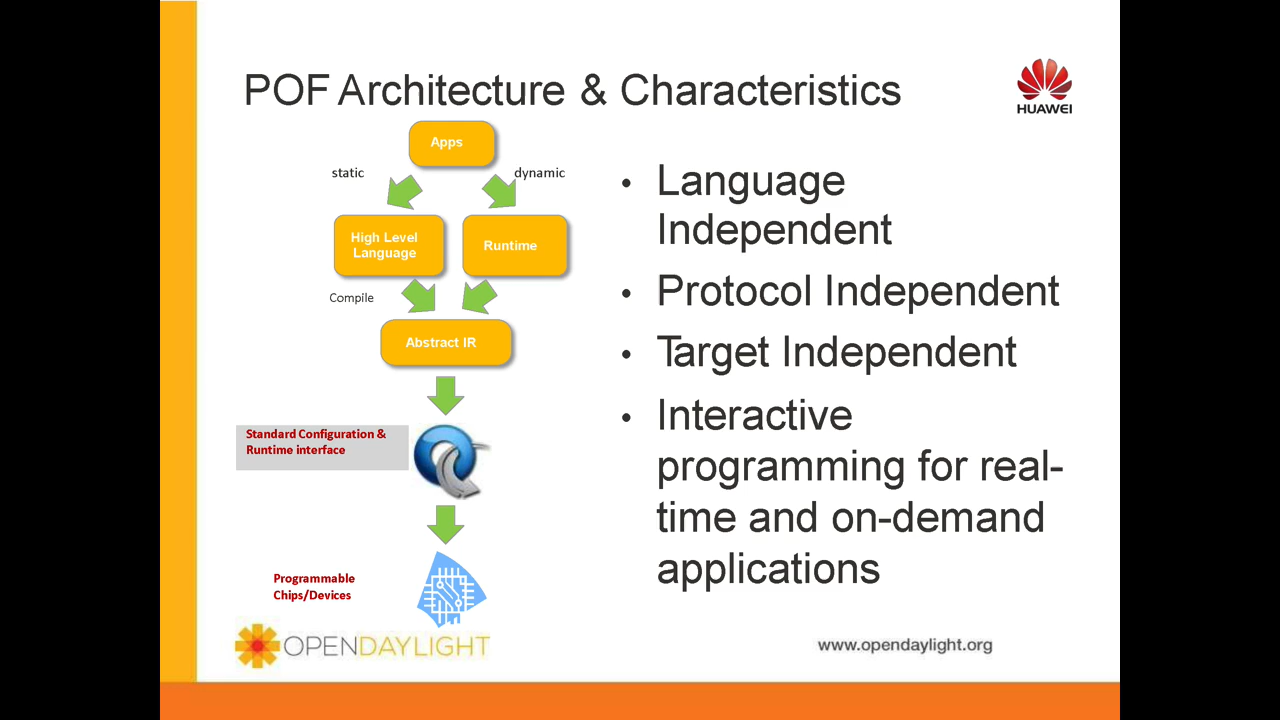 POF Architecture & Characteristics
HUAWEI
Apps
static
dynamic
High Level
Language
Runtime
Compile
Abstract IR
Standard Configuration &
Runtime interface
Programmable
Chips/Devices
• Language
Independent
• Protocol Independent
• Target Independent
• Interactive
programming for real-
time and on-demand
applications
OPENDAYLIGHT
www.opendaylight.org